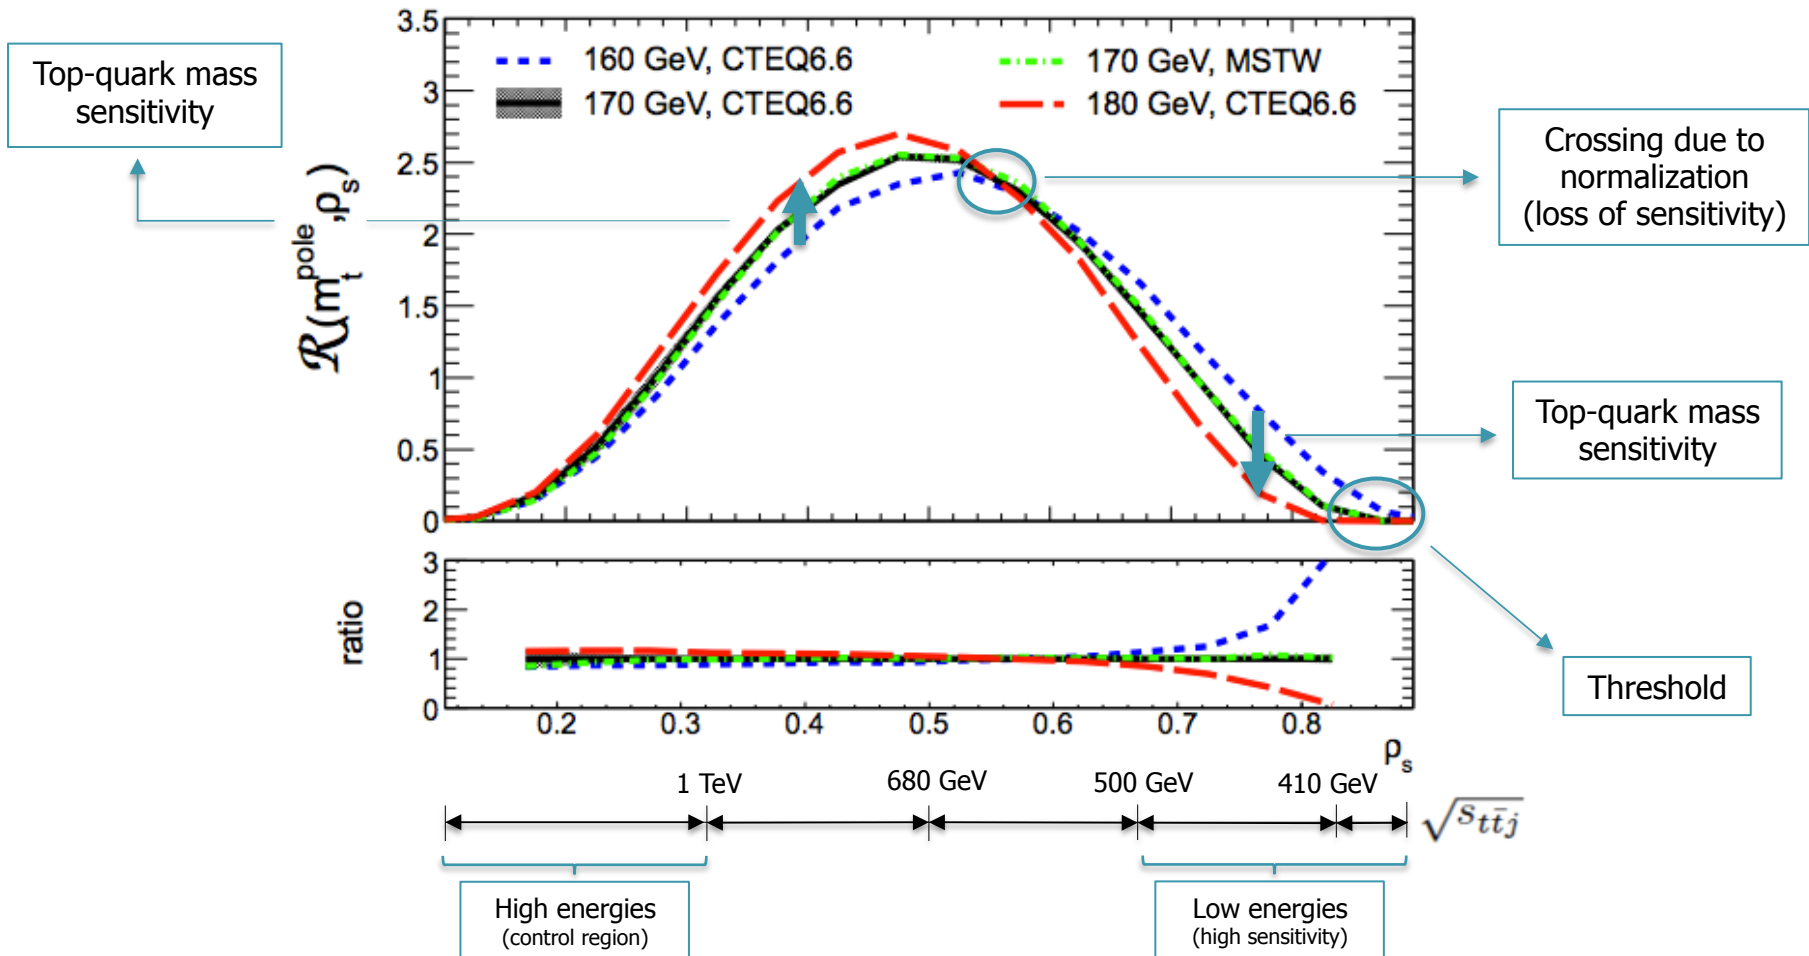 Top-quark mass
sensitivity
3.5
3
2.5
2
1.5
1
0.5
0
160 GeV, CTEQ6.6
170 GeV, CTEQ6.6
170 GeV, MSTW
180 GeV, CTEQ6.6
ℛ(m_t^pole,ρ_s)
Crossing due to
normalization
(loss of sensitivity)
Top-quark mass
sensitivity
Threshold
3
2
1
0
ratio
0.2 0.3 0.4 0.5 0.6 0.7 0.8
ρ_s
1 TeV 680 GeV 500 GeV 410 GeV
√s_{tt̄j}
High energies
(control region)
Low energies
(high sensitivity)